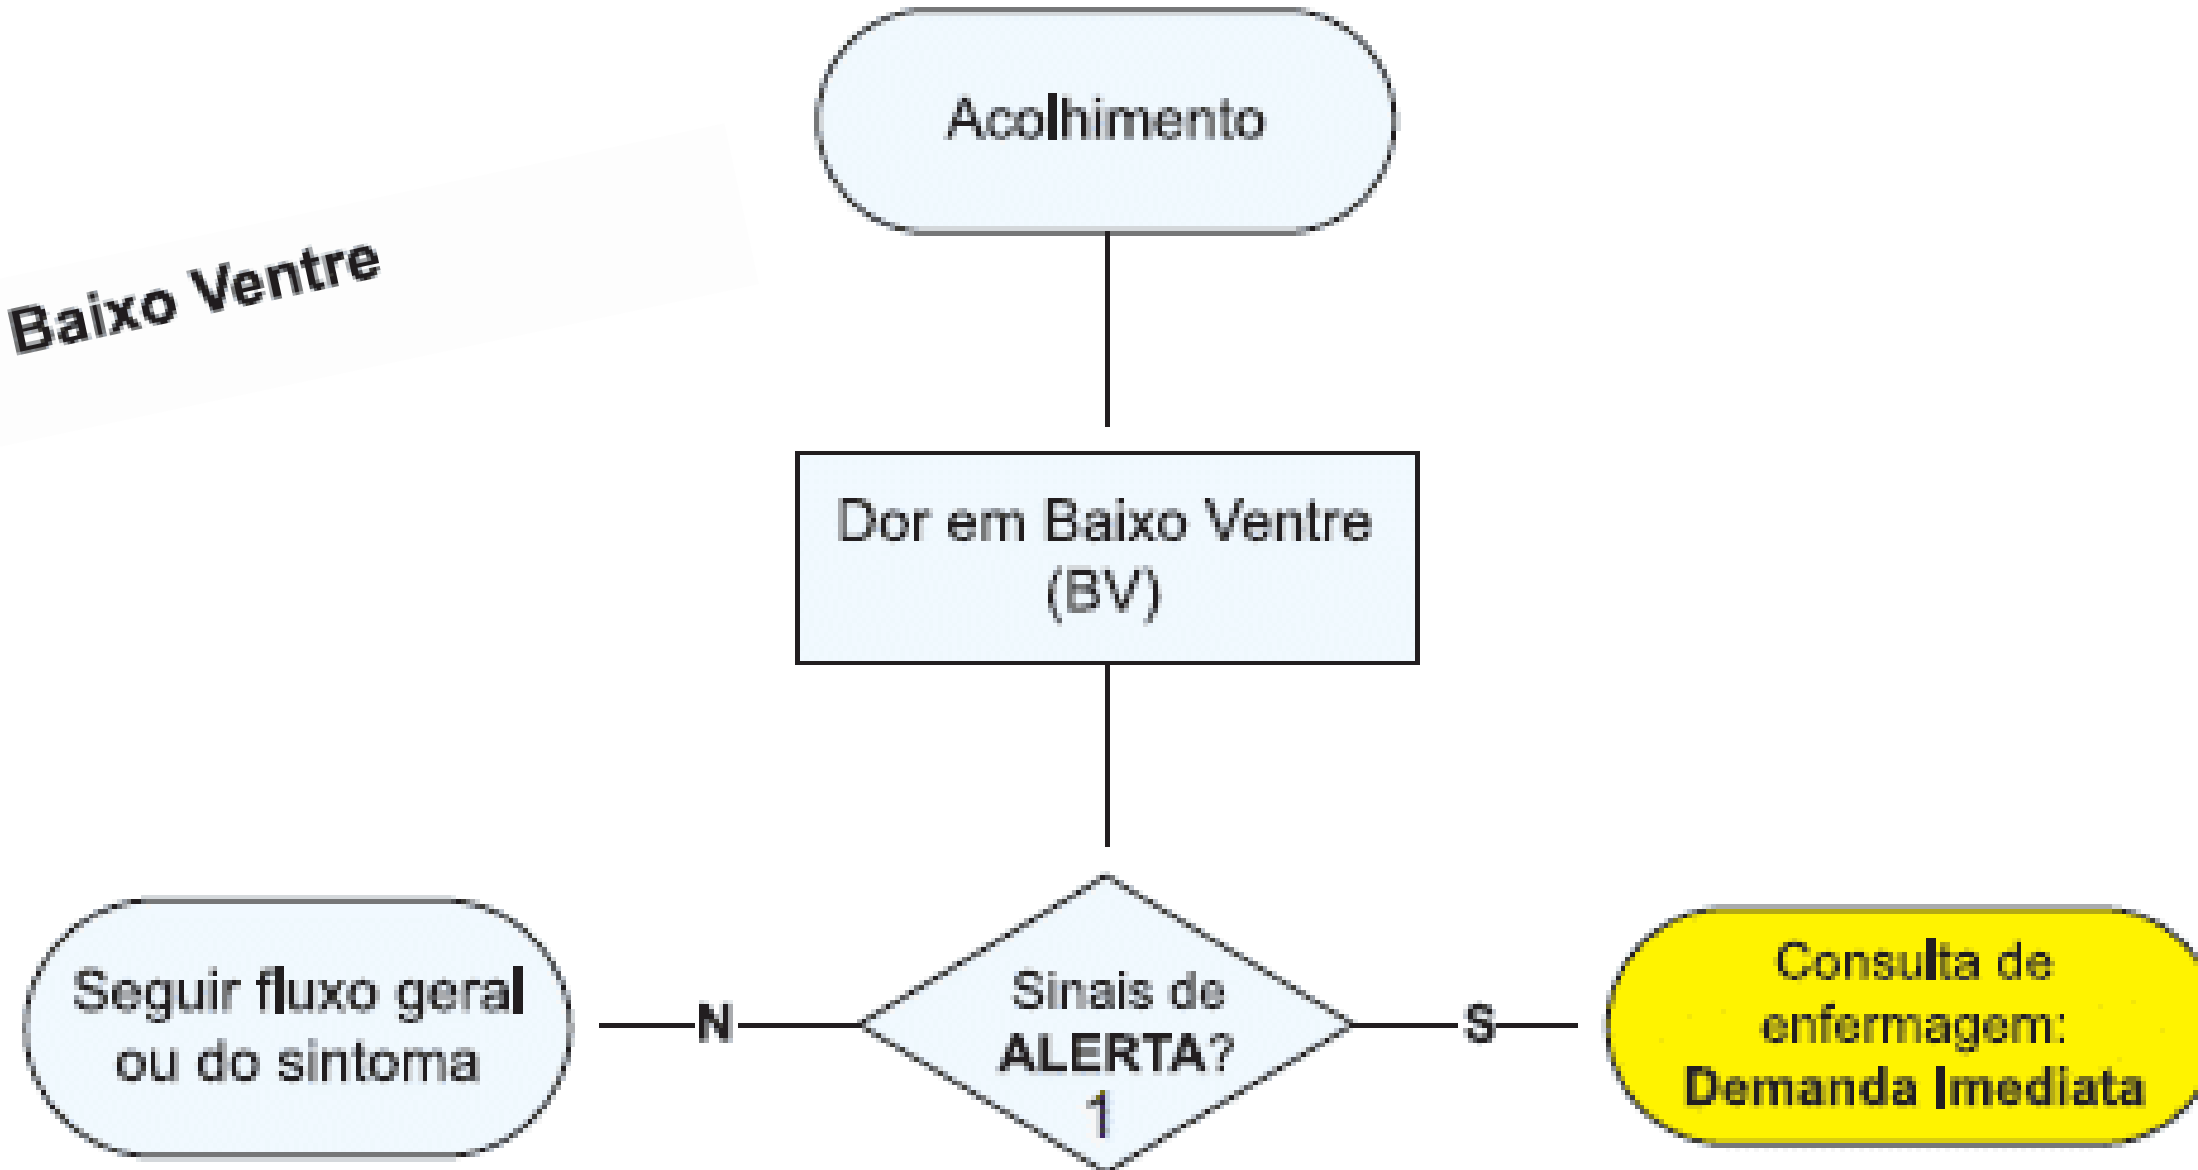 Acolhimento
Baixo Ventre
Dor em Baixo Ventre
(BV)
Seguir fluxo geral
ou do sintoma
N
Sinais de
ALERTA?
1
S
Consulta de
enfermagem:
Demanda Imediata